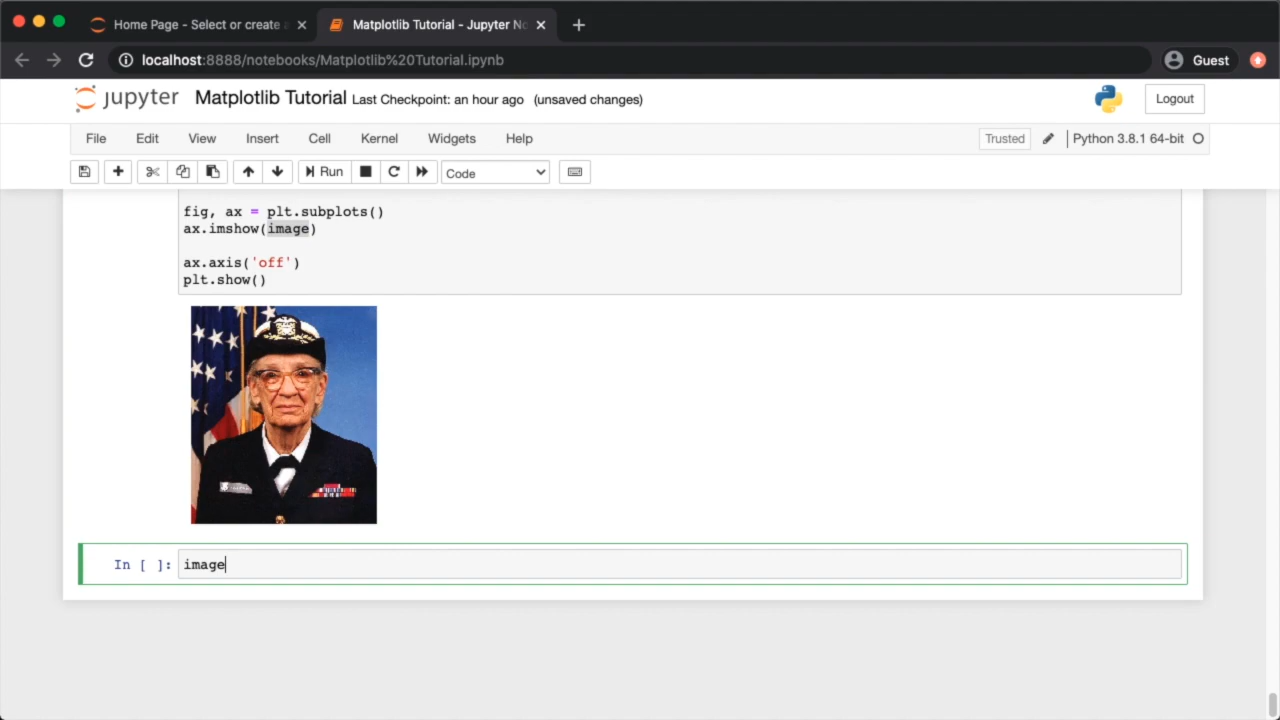 Home Page - Select or create a
Matplotlib Tutorial - Jupyter No
localhost:8888/notebooks/Matplotlib%20Tutorial.ipynb
Guest
jupyter Matplotlib Tutorial Last Checkpoint: an hour ago (unsaved changes)
Logout
File Edit View Insert Cell Kernel Widgets Help
Trusted Python 3.8.1 64-bit
Run Code
fig, ax = plt.subplots()
ax.imshow(image)
ax.axis('off')
plt.show()
In [ ]: image